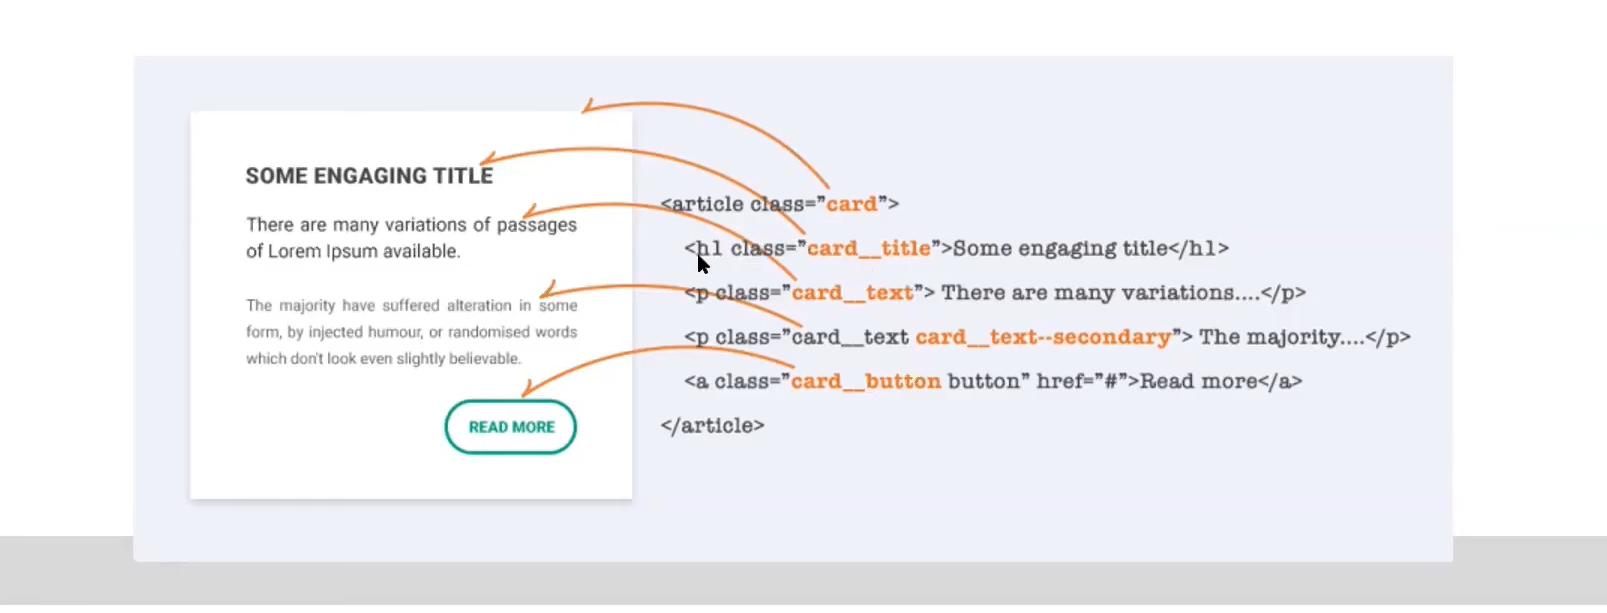 SOME ENGAGING TITLE
There are many variations of passages
of Lorem Ipsum available.
The majority have suffered alteration in some
form, by injected humour, or randomised words
which don't look even slightly believable.
READ MORE
<article class=”card”>
<h1 class=”card__title”>Some engaging title</h1>
<p class=”card__text”> There are many variations....</p>
<p class=”card__text card__text--secondary”> The majority....</p>
<a class=”card__button button” href=”#”>Read more</a>
</article>